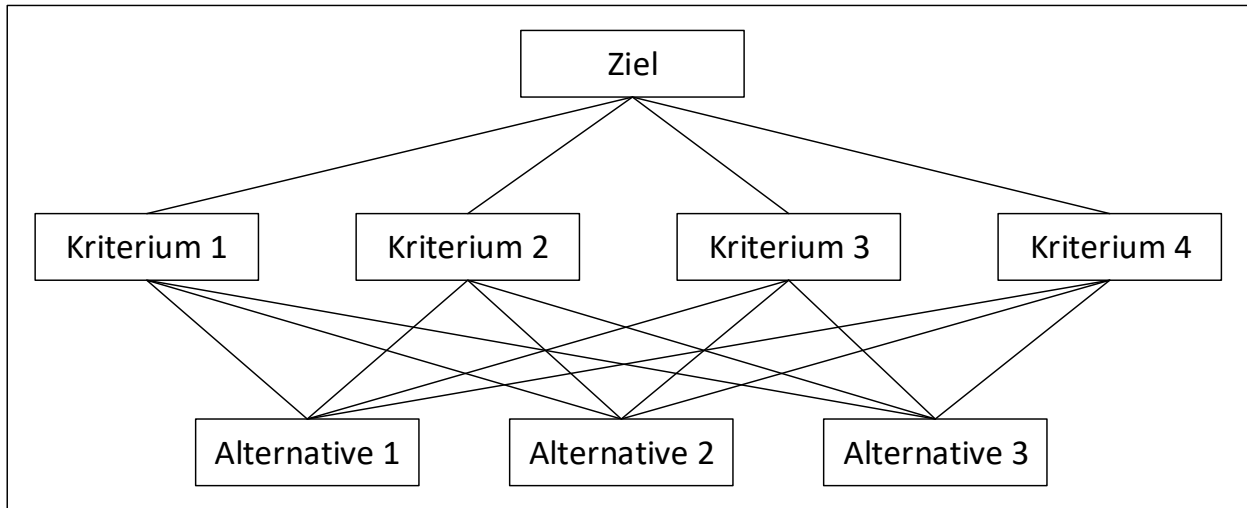 Ziel
Kriterium 1
Kriterium 2
Kriterium 3
Kriterium 4
Alternative 1
Alternative 2
Alternative 3